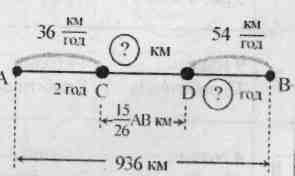 36 км/год ? км 54 км/год
A C D B
2 год ? год
15/26 AB км
936 км